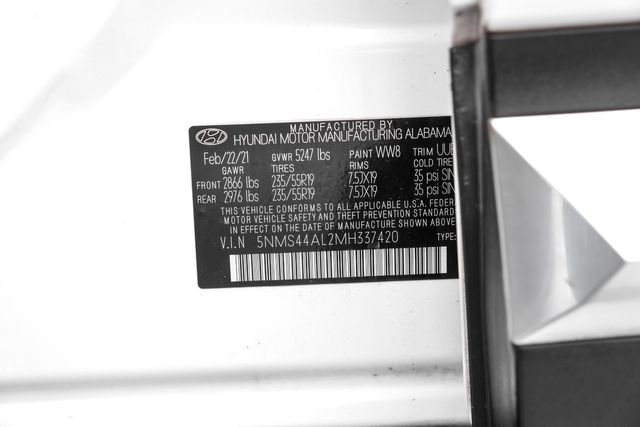 MANUFACTURED BY
HYUNDAI MOTOR MANUFACTURING ALABAMA
Feb/22/21 GVWR 5247 lbs PAINT WW8 TRIM
GAWR TIRES RIMS COLD
FRONT 2866 lbs 235/55R19 7.5JX19 35 psi
REAR 2976 lbs 235/55R19 7.5JX19 35 psi
THIS VEHICLE CONFORMS TO ALL APPLICABLE U.S.A.
MOTOR VEHICLE SAFETY AND THEFT PREVENTION STANDARDS
IN EFFECT ON THE DATE OF MANUFACTURE SHOWN ABOVE
V.I.N 5NMS44AL2MH337420 TYPE: